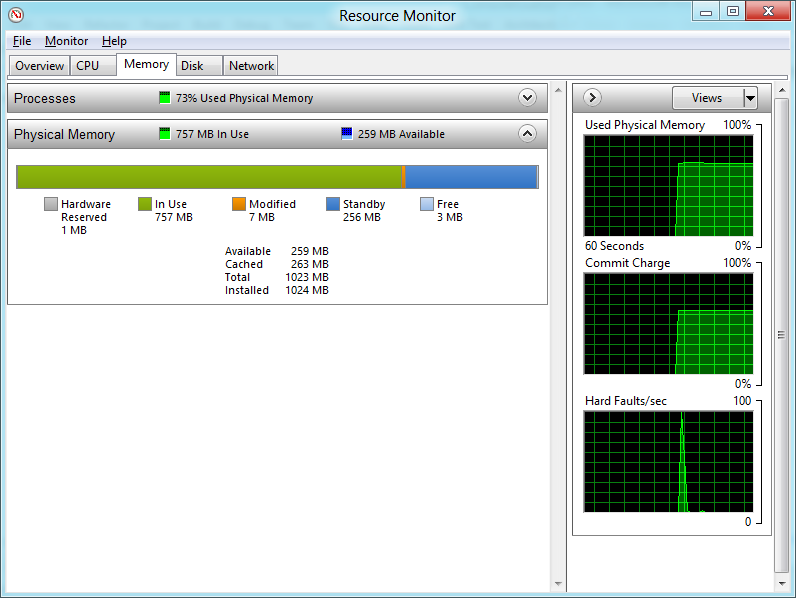 Resource Monitor
File Monitor Help
Overview CPU Memory Disk Network
Processes 73% Used Physical Memory
Physical Memory 757 MB In Use 259 MB Available
Hardware Reserved 1 MB
In Use 757 MB
Modified 7 MB
Standby 256 MB
Free 3 MB
Available 259 MB
Cached 263 MB
Total 1023 MB
Installed 1024 MB
Views
Used Physical Memory 100%
60 Seconds 0%
Commit Charge 100%
0%
Hard Faults/sec 100
0